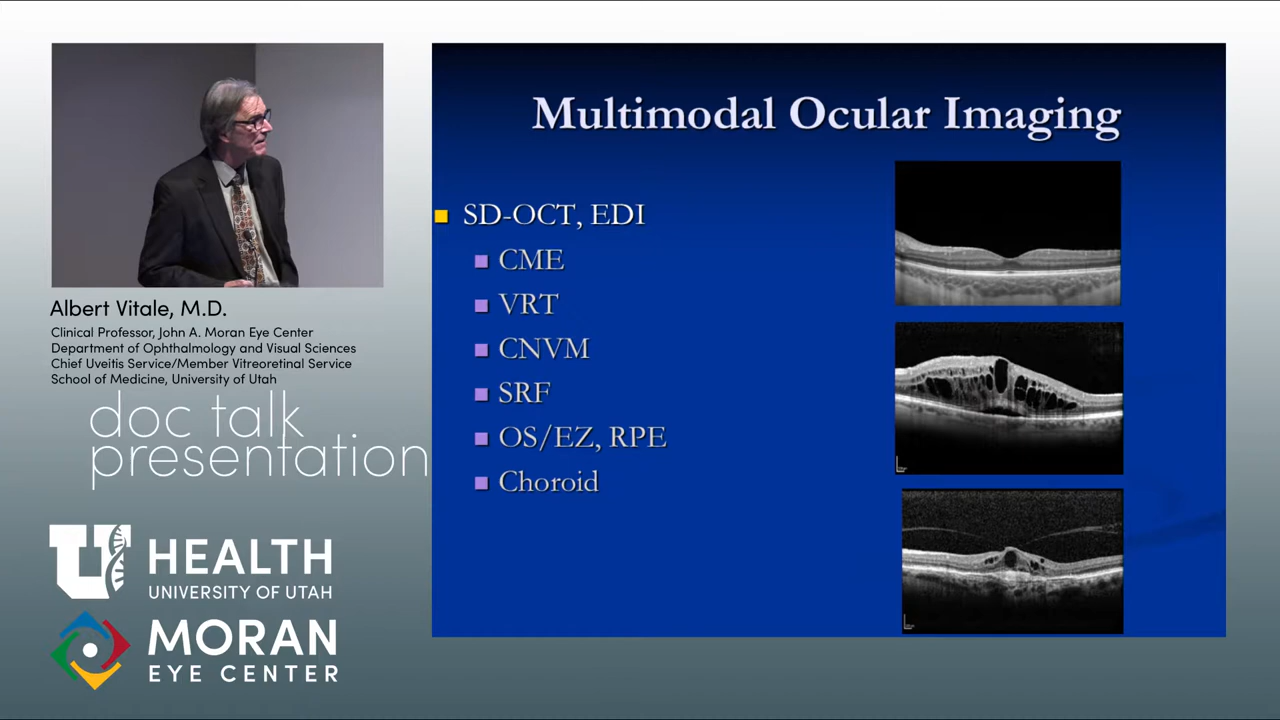 Multimodal Ocular Imaging
SD-OCT, EDI
CME
VRT
CNVM
SRF
OS/EZ, RPE
Choroid
Albert Vitale, M.D.
Clinical Professor, John A. Moran Eye Center
Department of Ophthalmology and Visual Sciences
Chief Uveitis Service/Member Vitreoretinal Service
School of Medicine, University of Utah
doc talk
presentation
U HEALTH
UNIVERSITY OF UTAH
MORAN
EYE CENTER